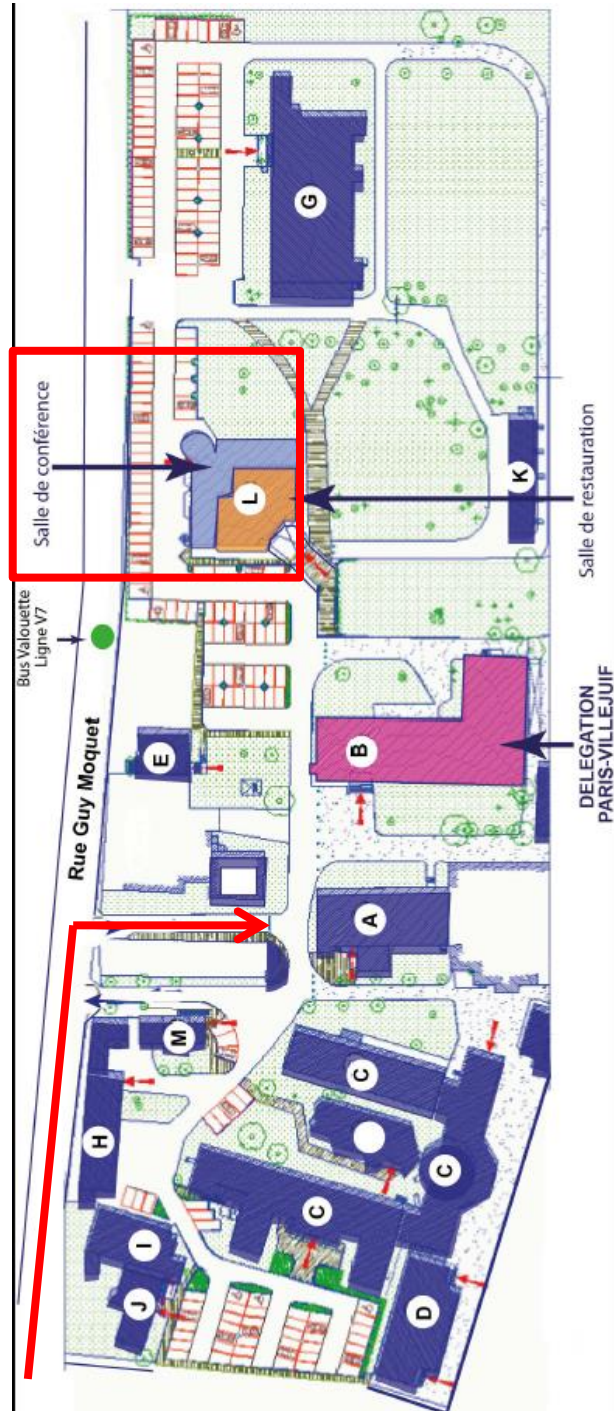 G
Salle de conférence
L
Salle de restauration
K
Bus Valouette
Ligne V7
Rue Guy Moquet
E
B
DELEGATION
PARIS-VILLEJUIF
A
M
H
C
C
C
I
J
D